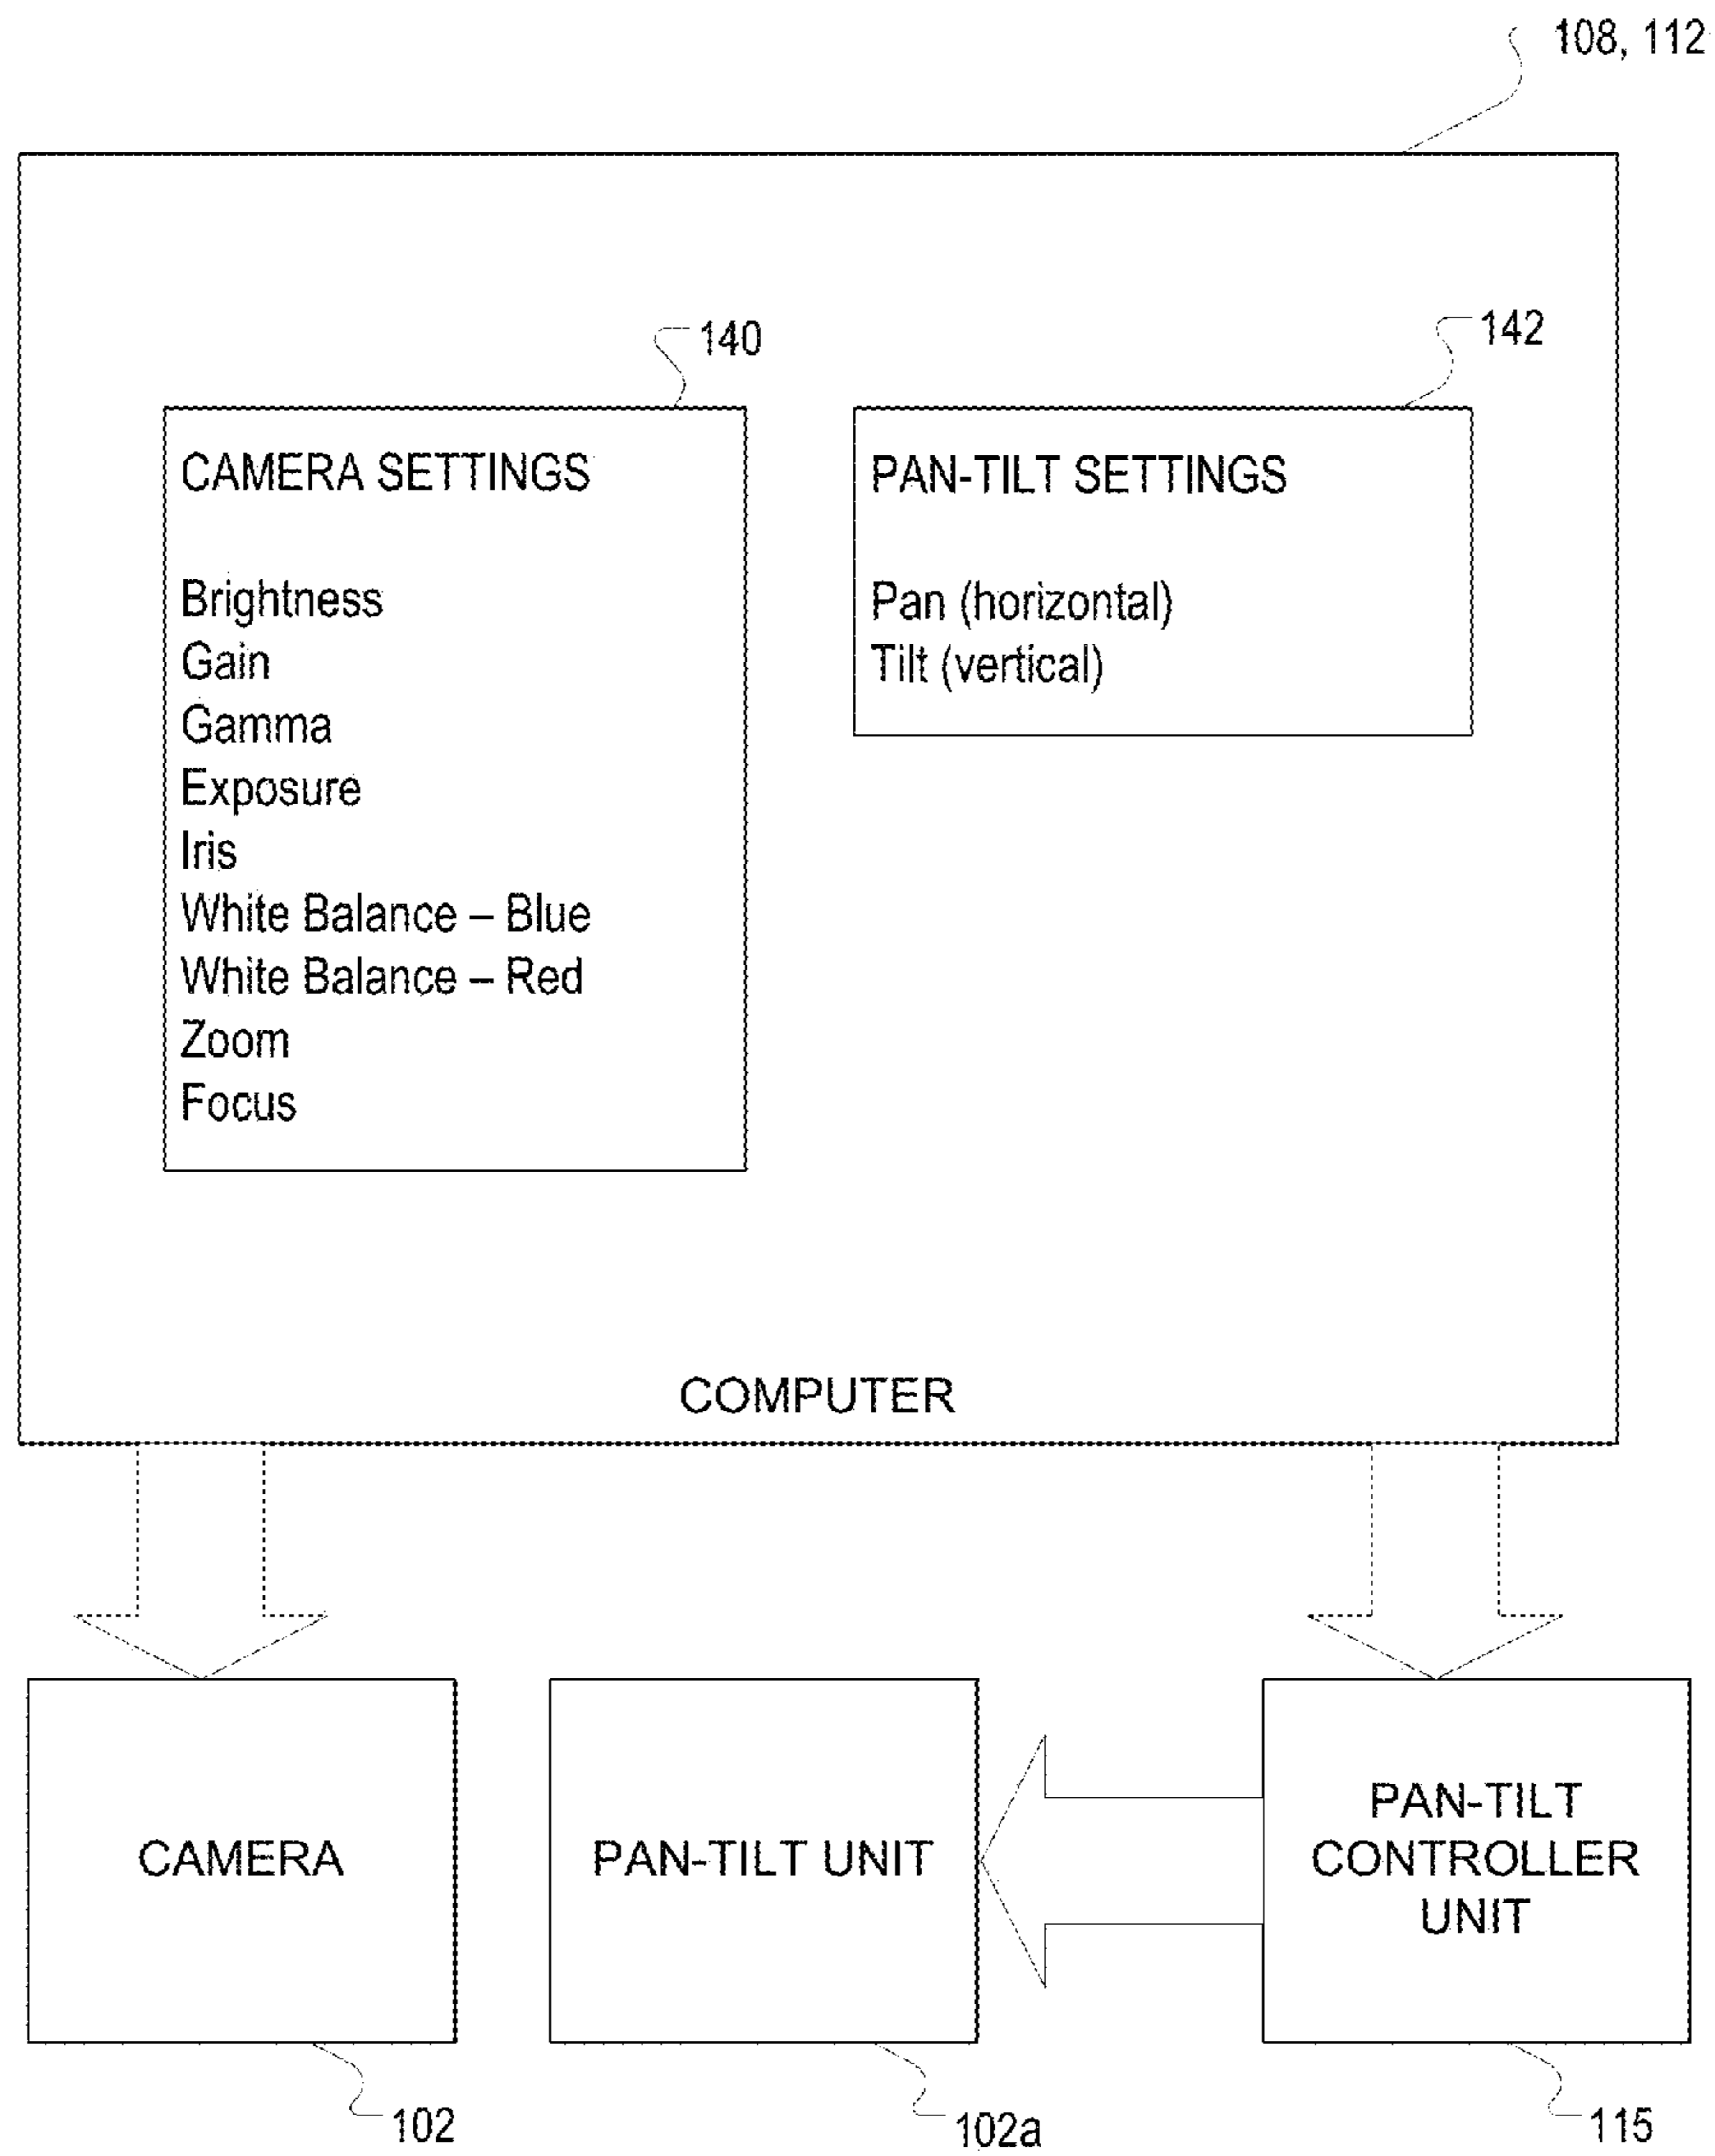 108, 112
140
142
CAMERA SETTINGS
Brightness
Gain
Gamma
Exposure
Iris
White Balance – Blue
White Balance – Red
Zoom
Focus
PAN-TILT SETTINGS
Pan (horizontal)
Tilt (vertical)
COMPUTER
CAMERA
PAN-TILT UNIT
PAN-TILT
CONTROLLER
UNIT
102
102a
115